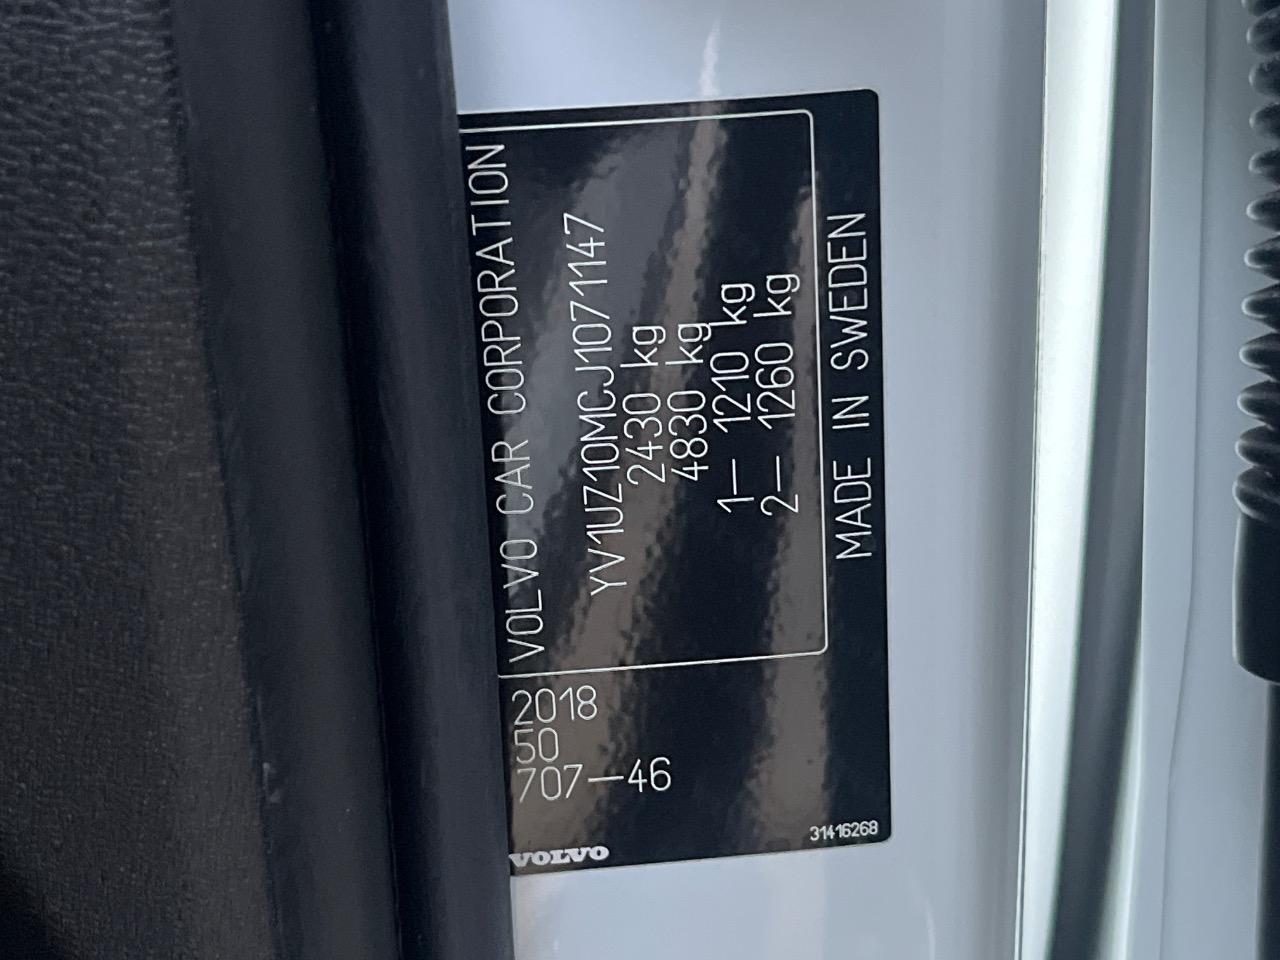 VOLVO CAR CORPORATION
YV1UZ10MCJ1071147
2430 kg
4830 kg
1— 1210 kg
2— 1260 kg
MADE IN SWEDEN
2018
50
707—46
VOLVO
31416268